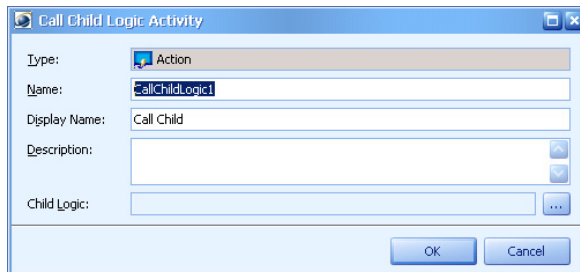 Call Child Logic Activity
Type: Action
Name: CallChildLogic1
Display Name: Call Child
Description:
Child Logic: ...
OK Cancel